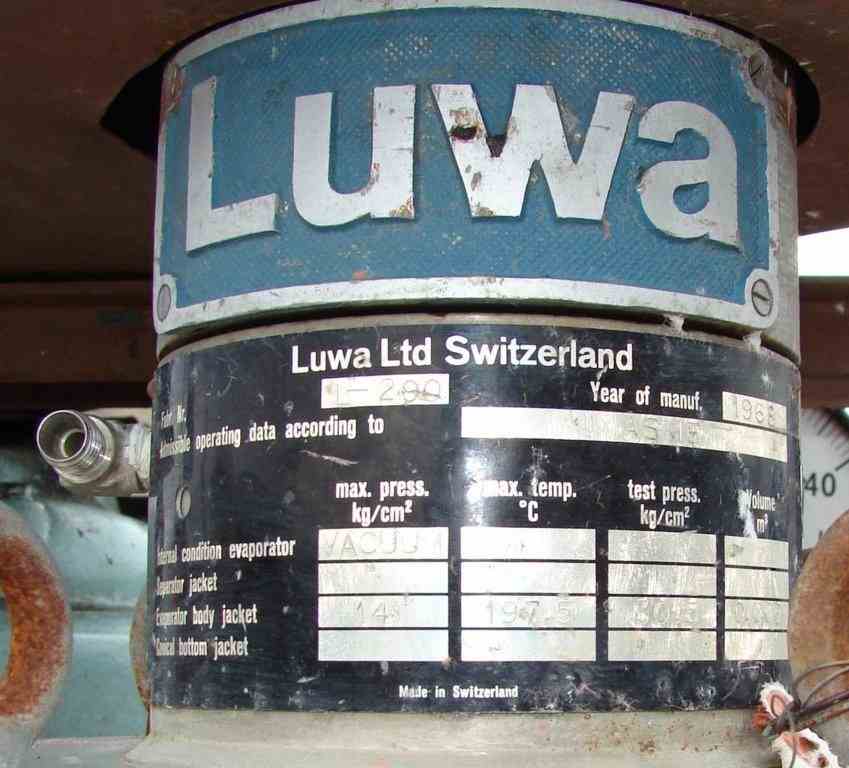 Luwa
Luwa Ltd Switzerland
Fabr Nr. L-200 Year of manuf. 1968
Admissible operating data according to
max. press. kg/cm² max. temp. °C test press. kg/cm² Volume m³
Internal condition evaporator VACUUM
Separator jacket
Evaporator body jacket 14 197.5
Conical bottom jacket
Made in Switzerland
40